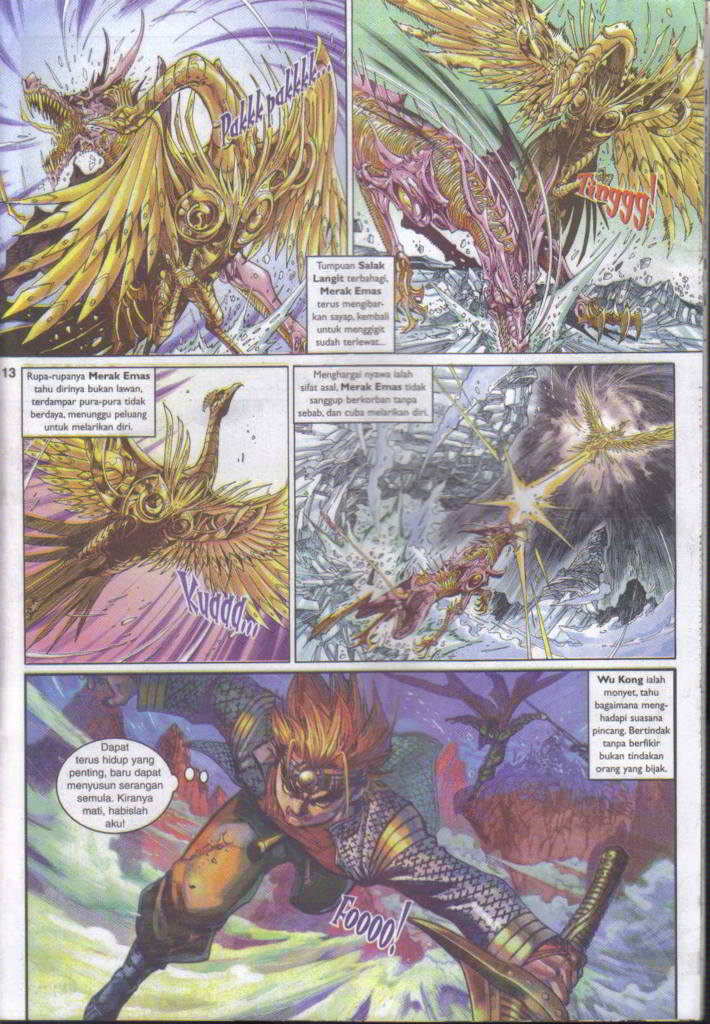 Pakkk pakkkk...
Tumpuan Salak
Langit terbahagi,
Merak Emas
terus mengibar-
kan sayap, kembali
untuk menggigit
sudah terlewat...
Tinggg!
13
Rupa-rupanya Merak Emas
tahu dirinya bukan lawan,
terdampar pura-pura tidak
berdaya, menunggu peluang
untuk melarikan diri.
Kuddd...
Menghargai nyawa ialah
sifat asal, Merak Emas tidak
sanggup berkorban tanpa
sebab, dan cuba melarikan diri.
Wu Kong ialah
monyet, tahu
bagaimana meng-
hadapi suasana
pincang. Bertindak
tanpa berfikir
bukan tindakan
orang yang bijak.
Dapat
terus hidup yang
penting, baru dapat
menyusun serangan
semula. Kiranya
mati, habislah
aku!
Foooo!